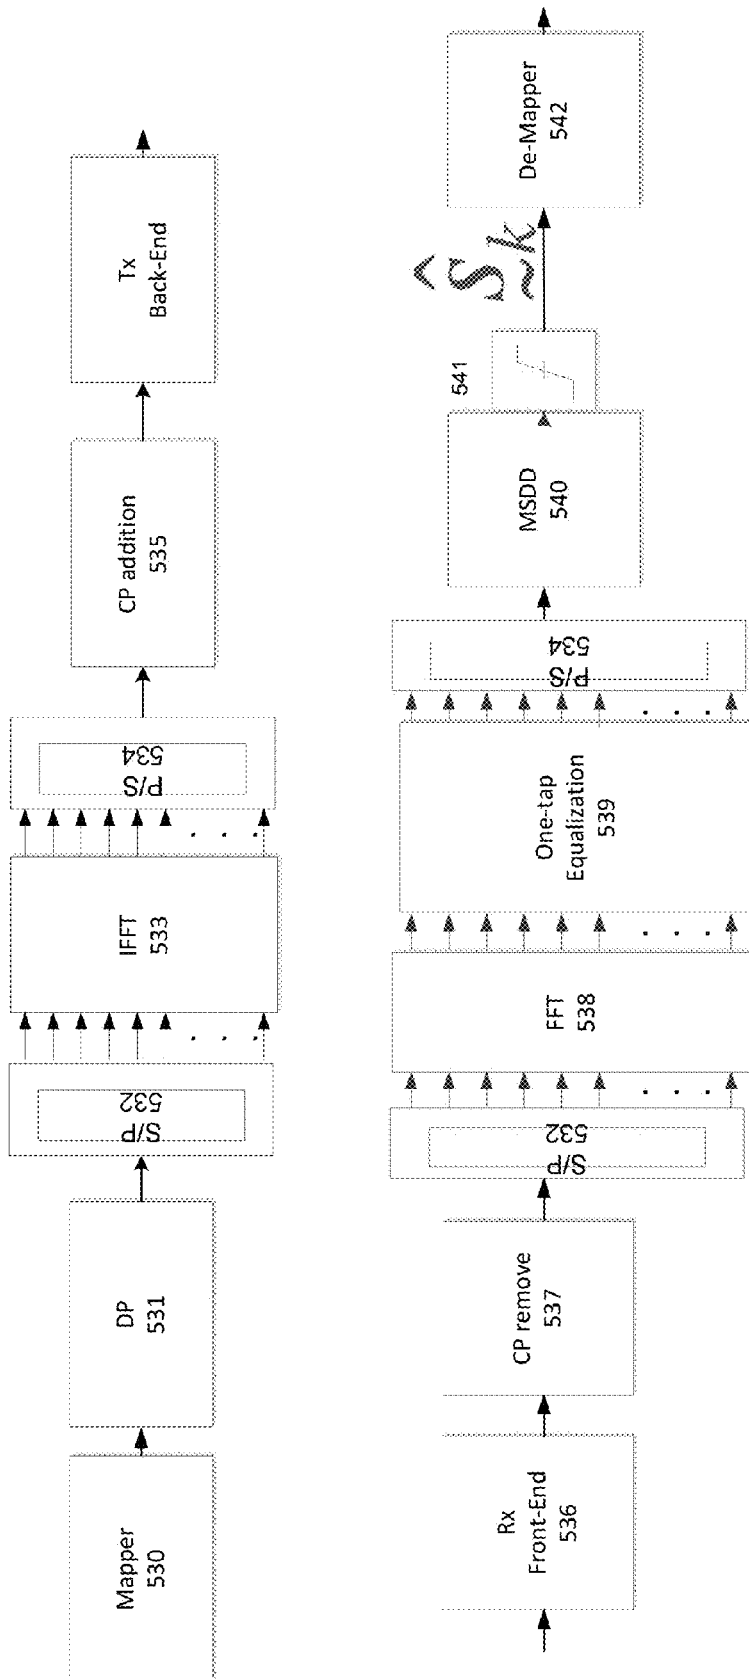 Mapper
530
DP
531
S/P
532
IFFT
533
P/S
534
CP addition
535
Tx
Back-End
Rx
Front-End
536
CP remove
537
S/P
532
FFT
538
One-tap
Equalization
539
P/S
534
MSDD
540
541
Ŝ̰k
De-Mapper
542